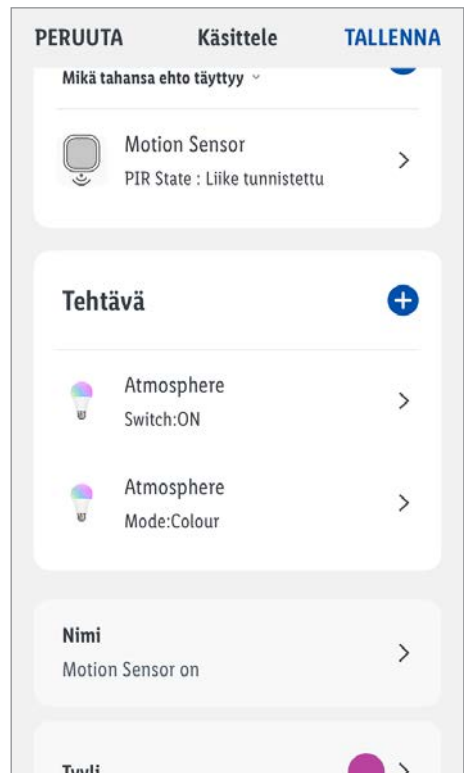 PERUUTA Käsittele TALLENNA
Mikä tahansa ehto täyttyy
Motion Sensor
PIR State : Liike tunnistettu
Tehtävä
Atmosphere
Switch:ON
Atmosphere
Mode:Colour
Nimi
Motion Sensor on
Tyyli